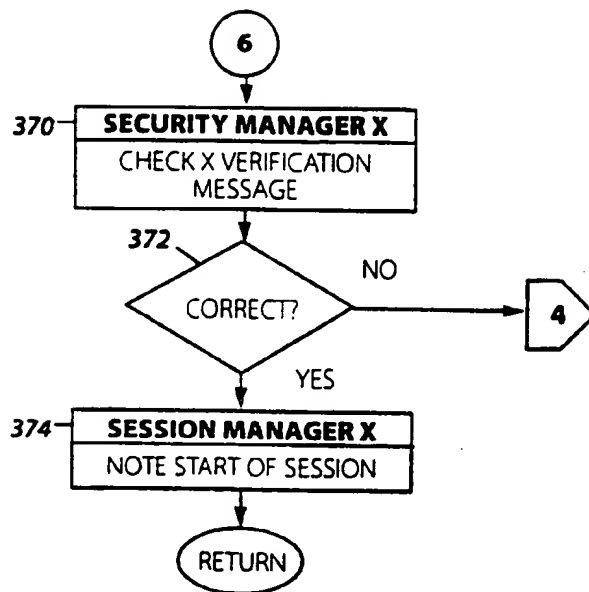 6
370
SECURITY MANAGER X
CHECK X VERIFICATION
MESSAGE
372
CORRECT?
NO
4
YES
374
SESSION MANAGER X
NOTE START OF SESSION
RETURN